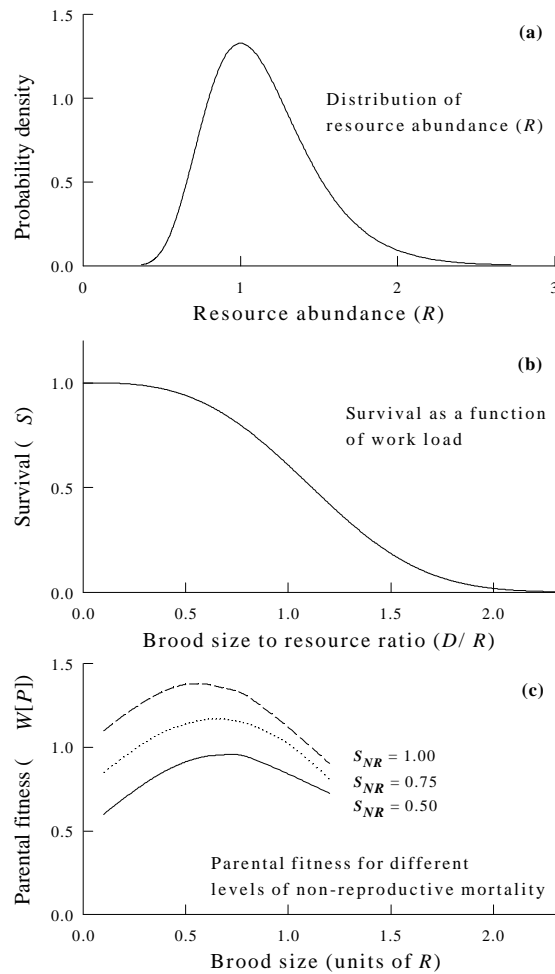 (a)
1.5
1.0
0.5
0.0
Probability density
Distribution of
resource abundance (R)
0
1
2
3
Resource abundance (R)
(b)
1.0
0.5
0.0
Survival ( S)
Survival as a function
of work load
0.0
0.5
1.0
1.5
2.0
Brood size to resource ratio (D/ R)
(c)
1.5
1.0
0.5
0.0
Parental fitness ( W[P])
S_NR = 1.00
S_NR = 0.75
S_NR = 0.50
Parental fitness for different
levels of non-reproductive mortality
0.0
0.5
1.0
1.5
2.0
Brood size (units of R)